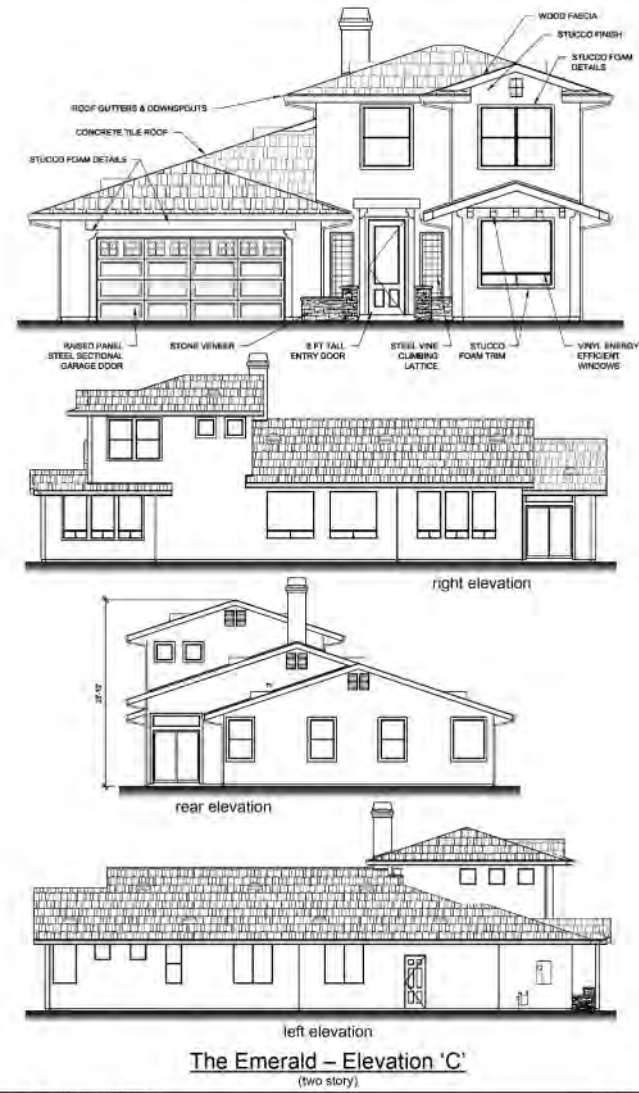 WOOD FASCIA
STUCCO FINISH
STUCCO FOAM
DETAILS
ROOF GUTTERS & DOWNSPOUTS
CONCRETE TILE ROOF
STUCCO FOAM DETAILS
RAISED PANEL
STEEL SECTIONAL
GARAGE DOOR
STONE VENEER
8 FT TALL
ENTRY DOOR
STEEL VINE
CLIMBING
LATTICE
STUCCO
FOAM TRIM
VINYL ENERGY
EFFICIENT
WINDOWS
right elevation
rear elevation
left elevation
The Emerald – Elevation 'C'
(two story)